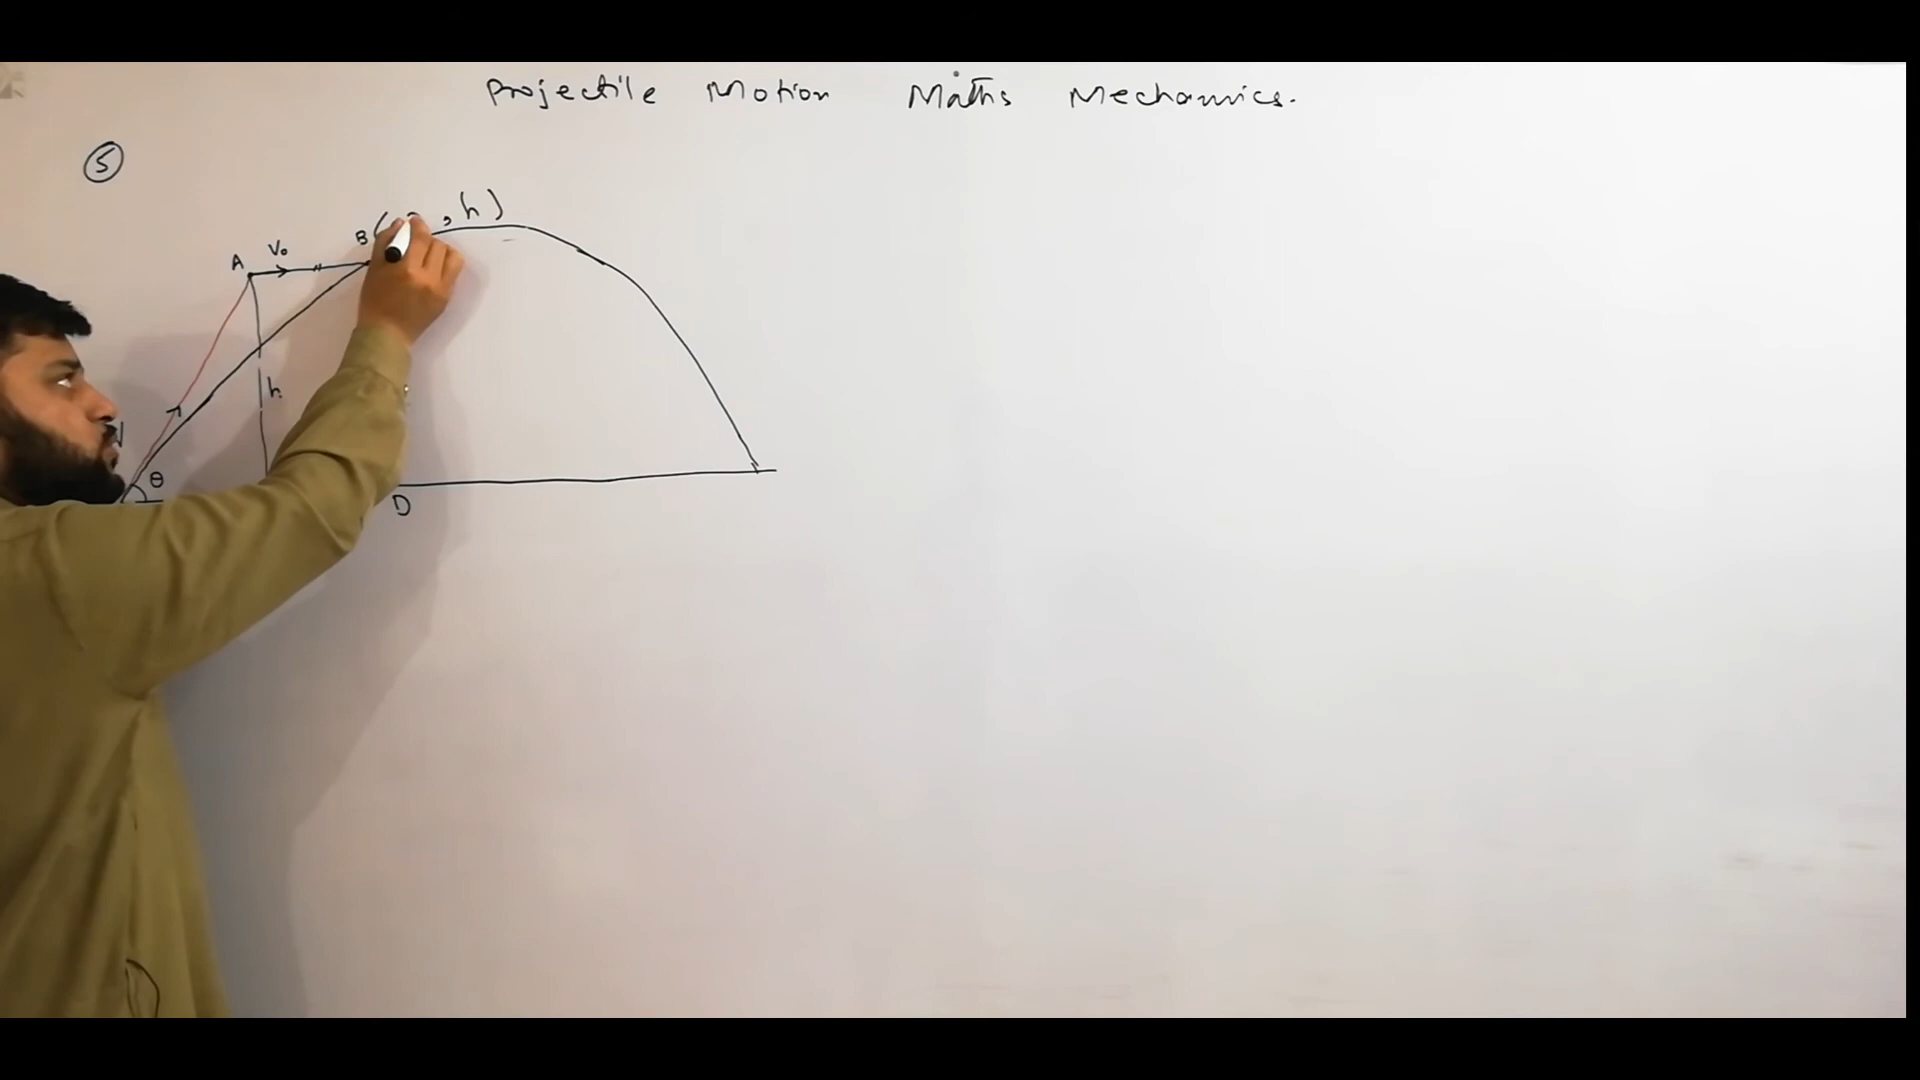 Projectile Motion Maths Mechanics.
5
, h)
A V₀ B (
h
θ
D